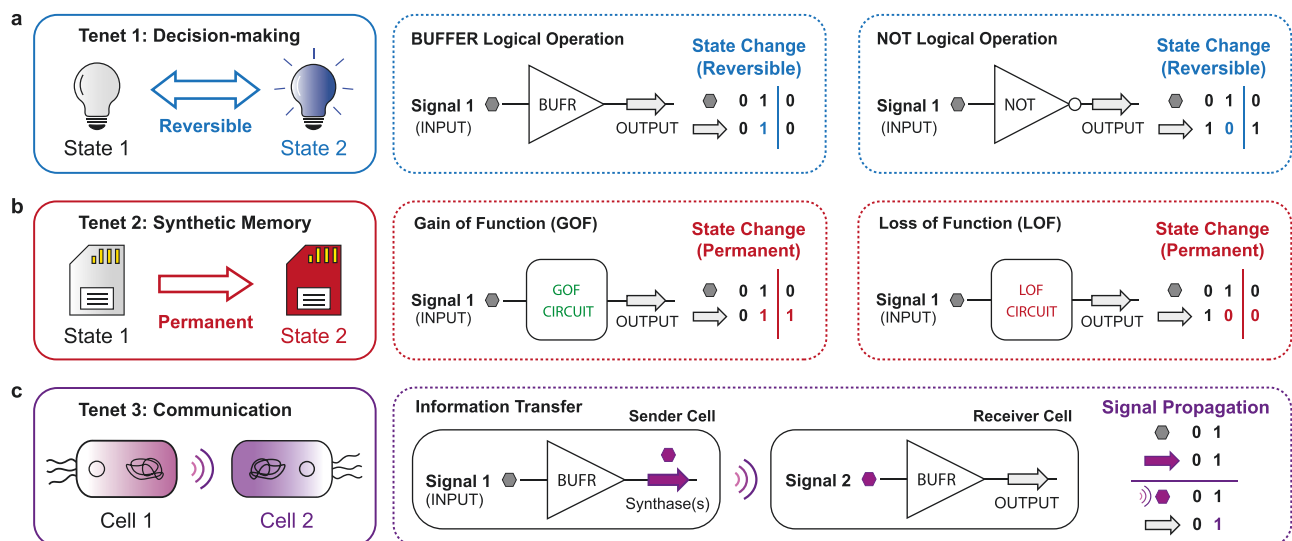 a
Tenet 1: Decision-making
Reversible
State 1
State 2
BUFFER Logical Operation
State Change
(Reversible)
Signal 1
(INPUT)
BUFR
OUTPUT
0 1 0
0 1 0
NOT Logical Operation
State Change
(Reversible)
Signal 1
(INPUT)
NOT
OUTPUT
0 1 0
1 0 1
b
Tenet 2: Synthetic Memory
Permanent
State 1
State 2
Gain of Function (GOF)
State Change
(Permanent)
Signal 1
(INPUT)
GOF
CIRCUIT
OUTPUT
0 1 0
0 1 1
Loss of Function (LOF)
State Change
(Permanent)
Signal 1
(INPUT)
LOF
CIRCUIT
OUTPUT
0 1 0
1 0 0
c
Tenet 3: Communication
Cell 1
Cell 2
Information Transfer
Sender Cell
Signal 1
(INPUT)
BUFR
Synthase(s)
Receiver Cell
Signal 2
BUFR
OUTPUT
Signal Propagation
0 1
0 1
0 1
0 1